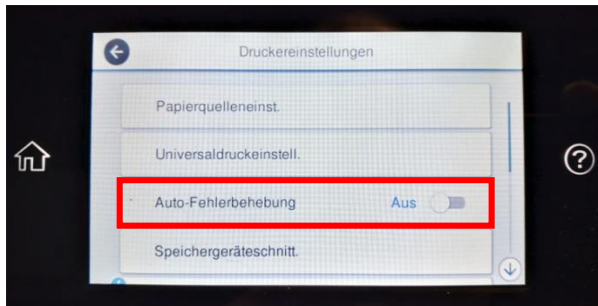 Druckereinstellungen
Papierquelleneinst.
Universaldruckeinstell.
Auto-Fehlerbehebung Aus
Speichergeräteschnitt.
?